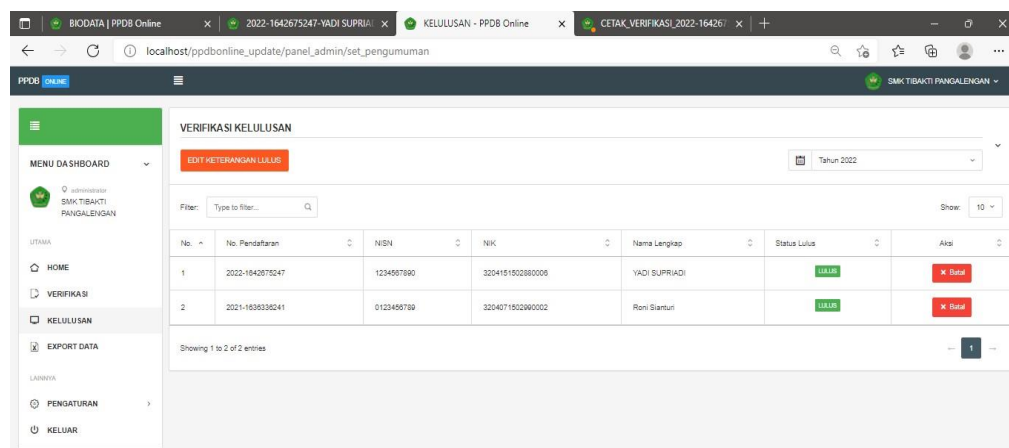 BIODATA | PPDB Online
2022-1642675247-YADI SUPRIA
KELULUSAN - PPDB Online
CETAK_VERIFIKASI_2022-16426
localhost/ppdbonline_update/panel_admin/set_pengumuman
PPDB ONLINE
SMK TIBAKTI PANGALENGAN
MENU DASHBOARD
administrator
SMK TIBAKTI
PANGALENGAN
UTAMA
HOME
VERIFIKASI
KELULUSAN
EXPORT DATA
LAINNYA
PENGATURAN
KELUAR
VERIFIKASI KELULUSAN
EDIT KETERANGAN LULUS
Tahun 2022
Filter: Type to filter... Show: 10
No. No. Pendaftaran NISN NIK Nama Lengkap Status Lulus Aksi
1 2022-1642675247 1234567890 3204151502880006 YADI SUPRIADI LULUS Batal
2 2021-1636336241 0123456789 3204071502990002 Roni Sianturi LULUS Batal
Showing 1 to 2 of 2 entries
← 1 →